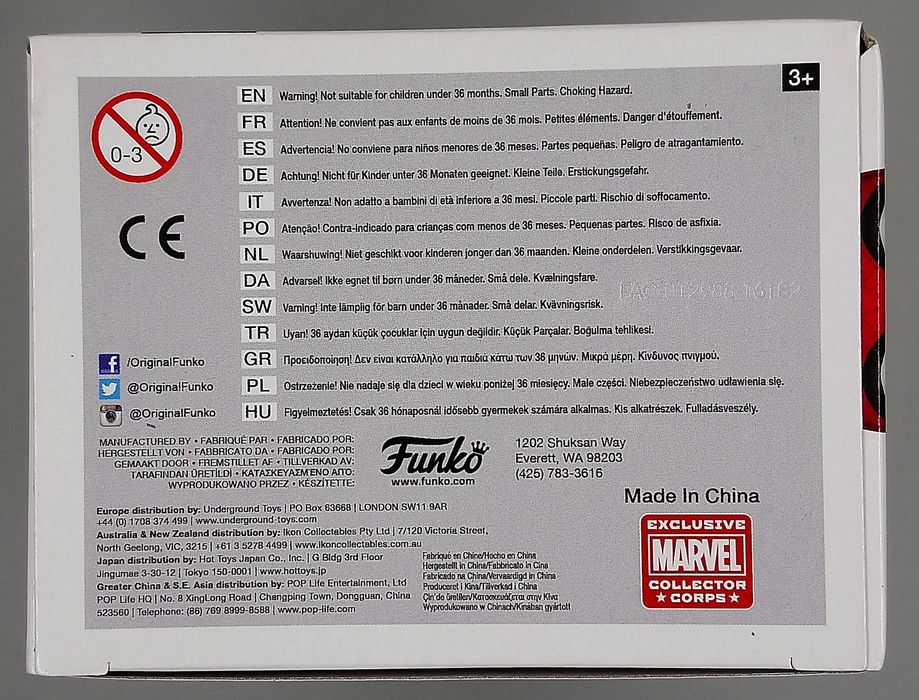 3+
0-3
EN Warning! Not suitable for children under 36 months. Small Parts. Choking Hazard.
FR Attention! Ne convient pas aux enfants de moins de 36 mois. Petites éléments. Danger d'étouffement.
ES Advertencia! No conviene para niños menores de 36 meses. Partes pequeñas. Peligro de atragantamiento.
DE Achtung! Nicht für Kinder unter 36 Monaten geeignet. Kleine Teile. Erstickungsgefahr.
IT Avvertenza! Non adatto a bambini di età inferiore a 36 mesi. Piccole parti. Rischio di soffocamento.
PO Atenção! Contra-indicado para crianças com menos de 36 meses. Pequenas partes. Risco de asfixia.
NL Waarshuwing! Niet geschikt voor kinderen jonger dan 36 maanden. Kleine onderdelen. Verstikkingsgevaar.
DA Advarsel! Ikke egnet til børn under 36 måneder. Små dele. Kvælningsfare.
SW Varning! Inte lämplig för barn under 36 månader. Små delar. Kvävningsrisk.
TR Uyarı! 36 aydan küçük çocuklar için uygun değildir. Küçük Parçalar. Boğulma tehlikesi.
GR Προειδοποίηση! Δεν είναι κατάλληλο για παιδιά κάτω των 36 μηνών. Μικρά μέρη. Κίνδυνος πνιγμού.
PL Ostrzeżenie! Nie nadaje się dla dzieci w wieku poniżej 36 miesięcy. Małe części. Niebezpieczeństwo udławienia się.
HU Figyelmeztetés! Csak 36 hónaposnál idősebb gyermekek számára alkalmas. Kis alkatrészek. Fulladásveszély.
CE
/OriginalFunko
@OriginalFunko
@OriginalFunko
MANUFACTURED BY • FABRIQUÉ PAR • FABRICADO POR:
HERGESTELLT VON • FABBRICATO DA • FABRICADO POR:
GEMAAKT DOOR • FREMSTILLET AF • TILLVERKAD AV:
TARAFINDAN ÜRETİLDİ • ΚΑΤΑΣΚΕΥΑΣΜΕΝΟ ΑΠΟ:
WYPRODUKOWANO PRZEZ • KÉSZÍTETTE:
Funko
www.funko.com
1202 Shuksan Way
Everett, WA 98203
(425) 783-3616
Europe distribution by: Underground Toys | PO Box 63668 | LONDON SW11 9AR
+44 (0) 1708 374 499 | www.underground-toys.com
Australia & New Zealand distribution by: Ikon Collectables Pty Ltd | 7/120 Victoria Street,
North Geelong, VIC, 3215 | +61 3 5278 4499 | www.ikoncollectables.com.au
Japan distribution by: Hot Toys Japan Co., Inc. | G Bldg 3rd Floor
Jingumae 3-30-12 | Tokyo 150-0001 | www.hottoys.jp
Greater China & S.E. Asia distribution by: POP Life Entertainment, Ltd
POP Life HQ | No. 8 XingLong Road | Changping Town, Dongguan, China
523560 | Telephone: (86) 769 8999-8588 | www.pop-life.com
Fabriqué en Chine/Hecho en China
Hergestellt in China/Fabbricato in Cina
Fabricado na China/Vervaardigd in China
Produceret i Kina/Tillverkad i China
Çin'de üretilen/Κατασκευάζεται στην Κίνα
Wyprodukowano w Chinach/Kínában gyártott
Made In China
EXCLUSIVE
MARVEL
COLLECTOR
★ CORPS ★